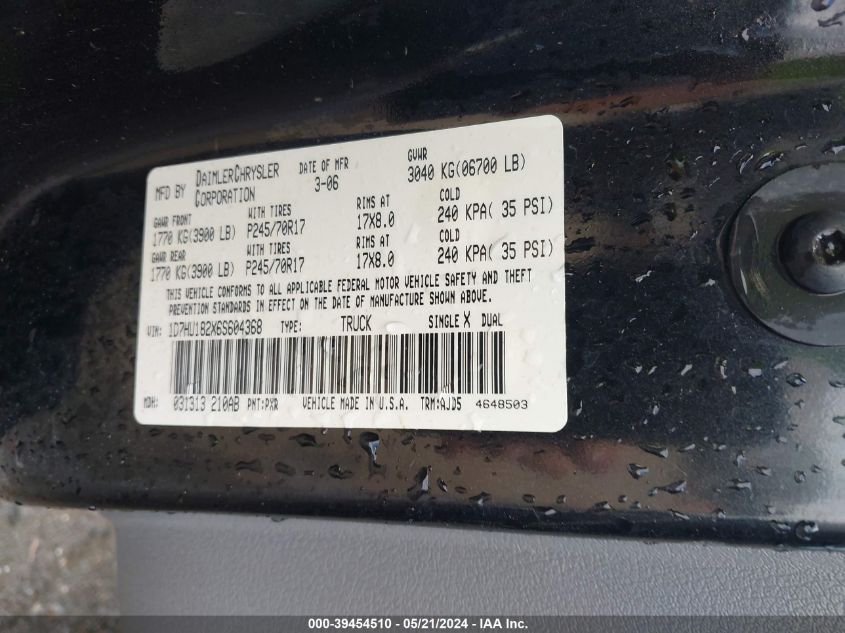 MFD BY DAIMLERCHRYSLER CORPORATION DATE OF MFR 3-06 GVWR 3040 KG(06700 LB)
GAWR FRONT WITH TIRES RIMS AT COLD
1770 KG(3900 LB) P245/70R17 17X8.0 240 KPA( 35 PSI)
GAWR REAR WITH TIRES RIMS AT COLD
1770 KG(3900 LB) P245/70R17 17X8.0 240 KPA( 35 PSI)
THIS VEHICLE CONFORMS TO ALL APPLICABLE FEDERAL MOTOR VEHICLE SAFETY AND THEFT
PREVENTION STANDARDS IN EFFECT ON THE DATE OF MANUFACTURE SHOWN ABOVE.
VIN: 1D7HU182X6S604368 TYPE: TRUCK SINGLE X DUAL
MDH: 031313 210AB PNT:PXR VEHICLE MADE IN U.S.A. TRM:AJD5 4648503
000-39454510 - 05/21/2024 - IAA Inc.